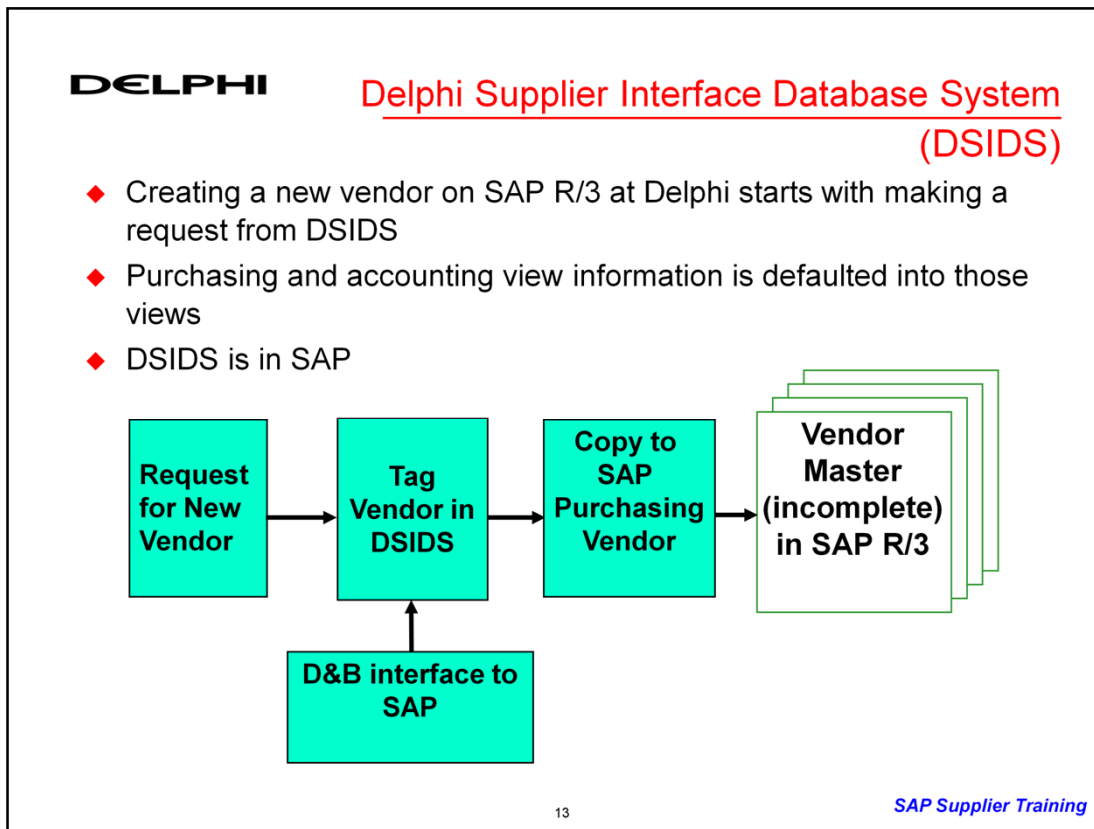 DELPHI
Delphi Supplier Interface Database System
(DSIDS)
Creating a new vendor on SAP R/3 at Delphi starts with making a
request from DSIDS
Purchasing and accounting view information is defaulted into those
views
DSIDS is in SAP
Request
for New
Vendor
Tag
Vendor in
DSIDS
Copy to
SAP
Purchasing
Vendor
Vendor
Master
(incomplete)
in SAP R/3
D&B interface to
SAP
13
SAP Supplier Training